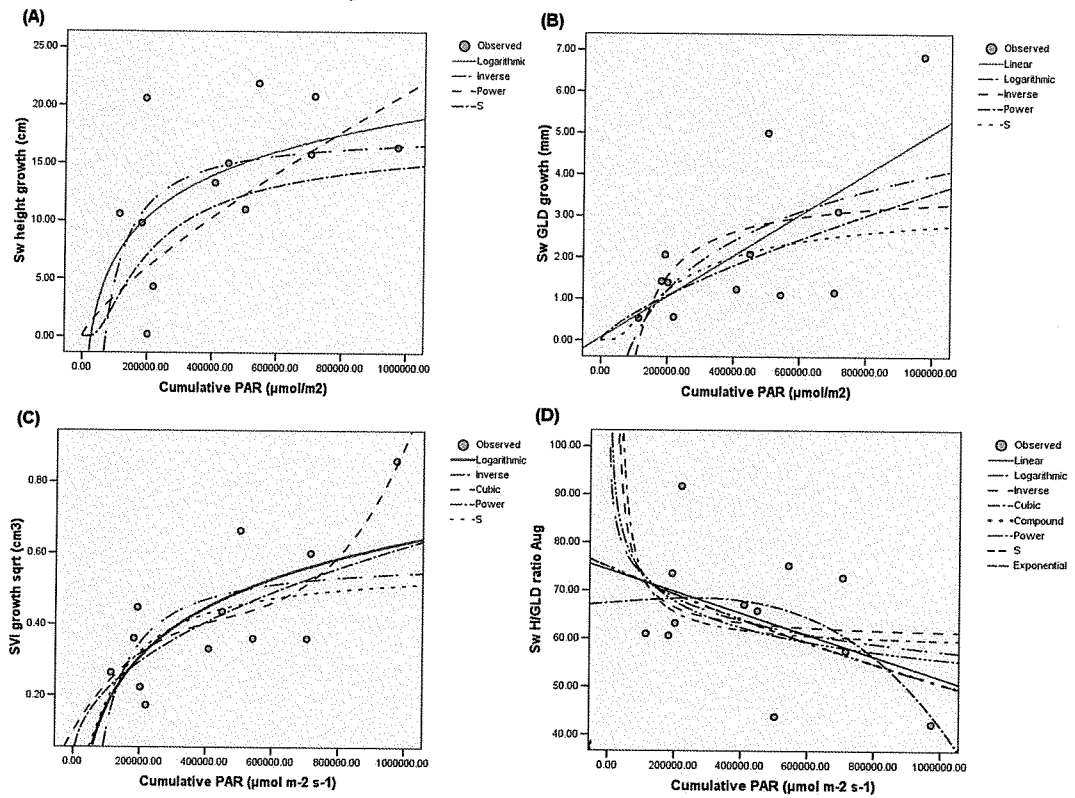 (A)
Sw height growth (cm)
25.00
20.00
15.00
10.00
5.00
0.00
0.00 200000.00 400000.00 600000.00 800000.00 1000000.00
Cumulative PAR (µmol/m2)
Observed
Logarithmic
Inverse
Power
S
(B)
Sw GLD growth (mm)
7.00
6.00
5.00
4.00
3.00
2.00
1.00
0.00
0.00 200000.00 400000.00 600000.00 800000.00 1000000.00
Cumulative PAR (µmol/m2)
Observed
Linear
Logarithmic
Inverse
Power
S
(C)
SVi growth sqrt (cm3)
0.80
0.60
0.40
0.20
0.00 200000.00 400000.00 600000.00 800000.00 1000000.00
Cumulative PAR (µmol m-2 s-1)
Observed
Logarithmic
Inverse
Cubic
Power
S
(D)
Sw H/GLD ratio Aug
100.00
90.00
80.00
70.00
60.00
50.00
40.00
0.00 200000.00 400000.00 600000.00 800000.00 1000000.00
Cumulative PAR (µmol m-2 s-1)
Observed
Linear
Logarithmic
Inverse
Cubic
Compound
Power
S
Exponential